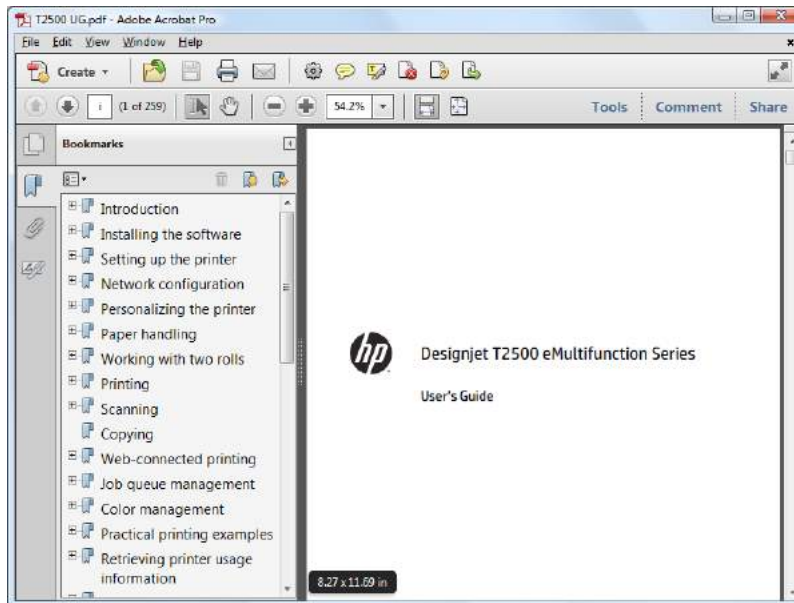 T2500 UG.pdf - Adobe Acrobat Pro
File Edit View Window Help
Create
i (1 of 259) 54.2% Tools Comment Share
Bookmarks
Introduction
Installing the software
Setting up the printer
Network configuration
Personalizing the printer
Paper handling
Working with two rolls
Printing
Scanning
Copying
Web-connected printing
Job queue management
Color management
Practical printing examples
Retrieving printer usage
information
hp
Designjet T2500 eMultifunction Series
User's Guide
8.27 x 11.69 in